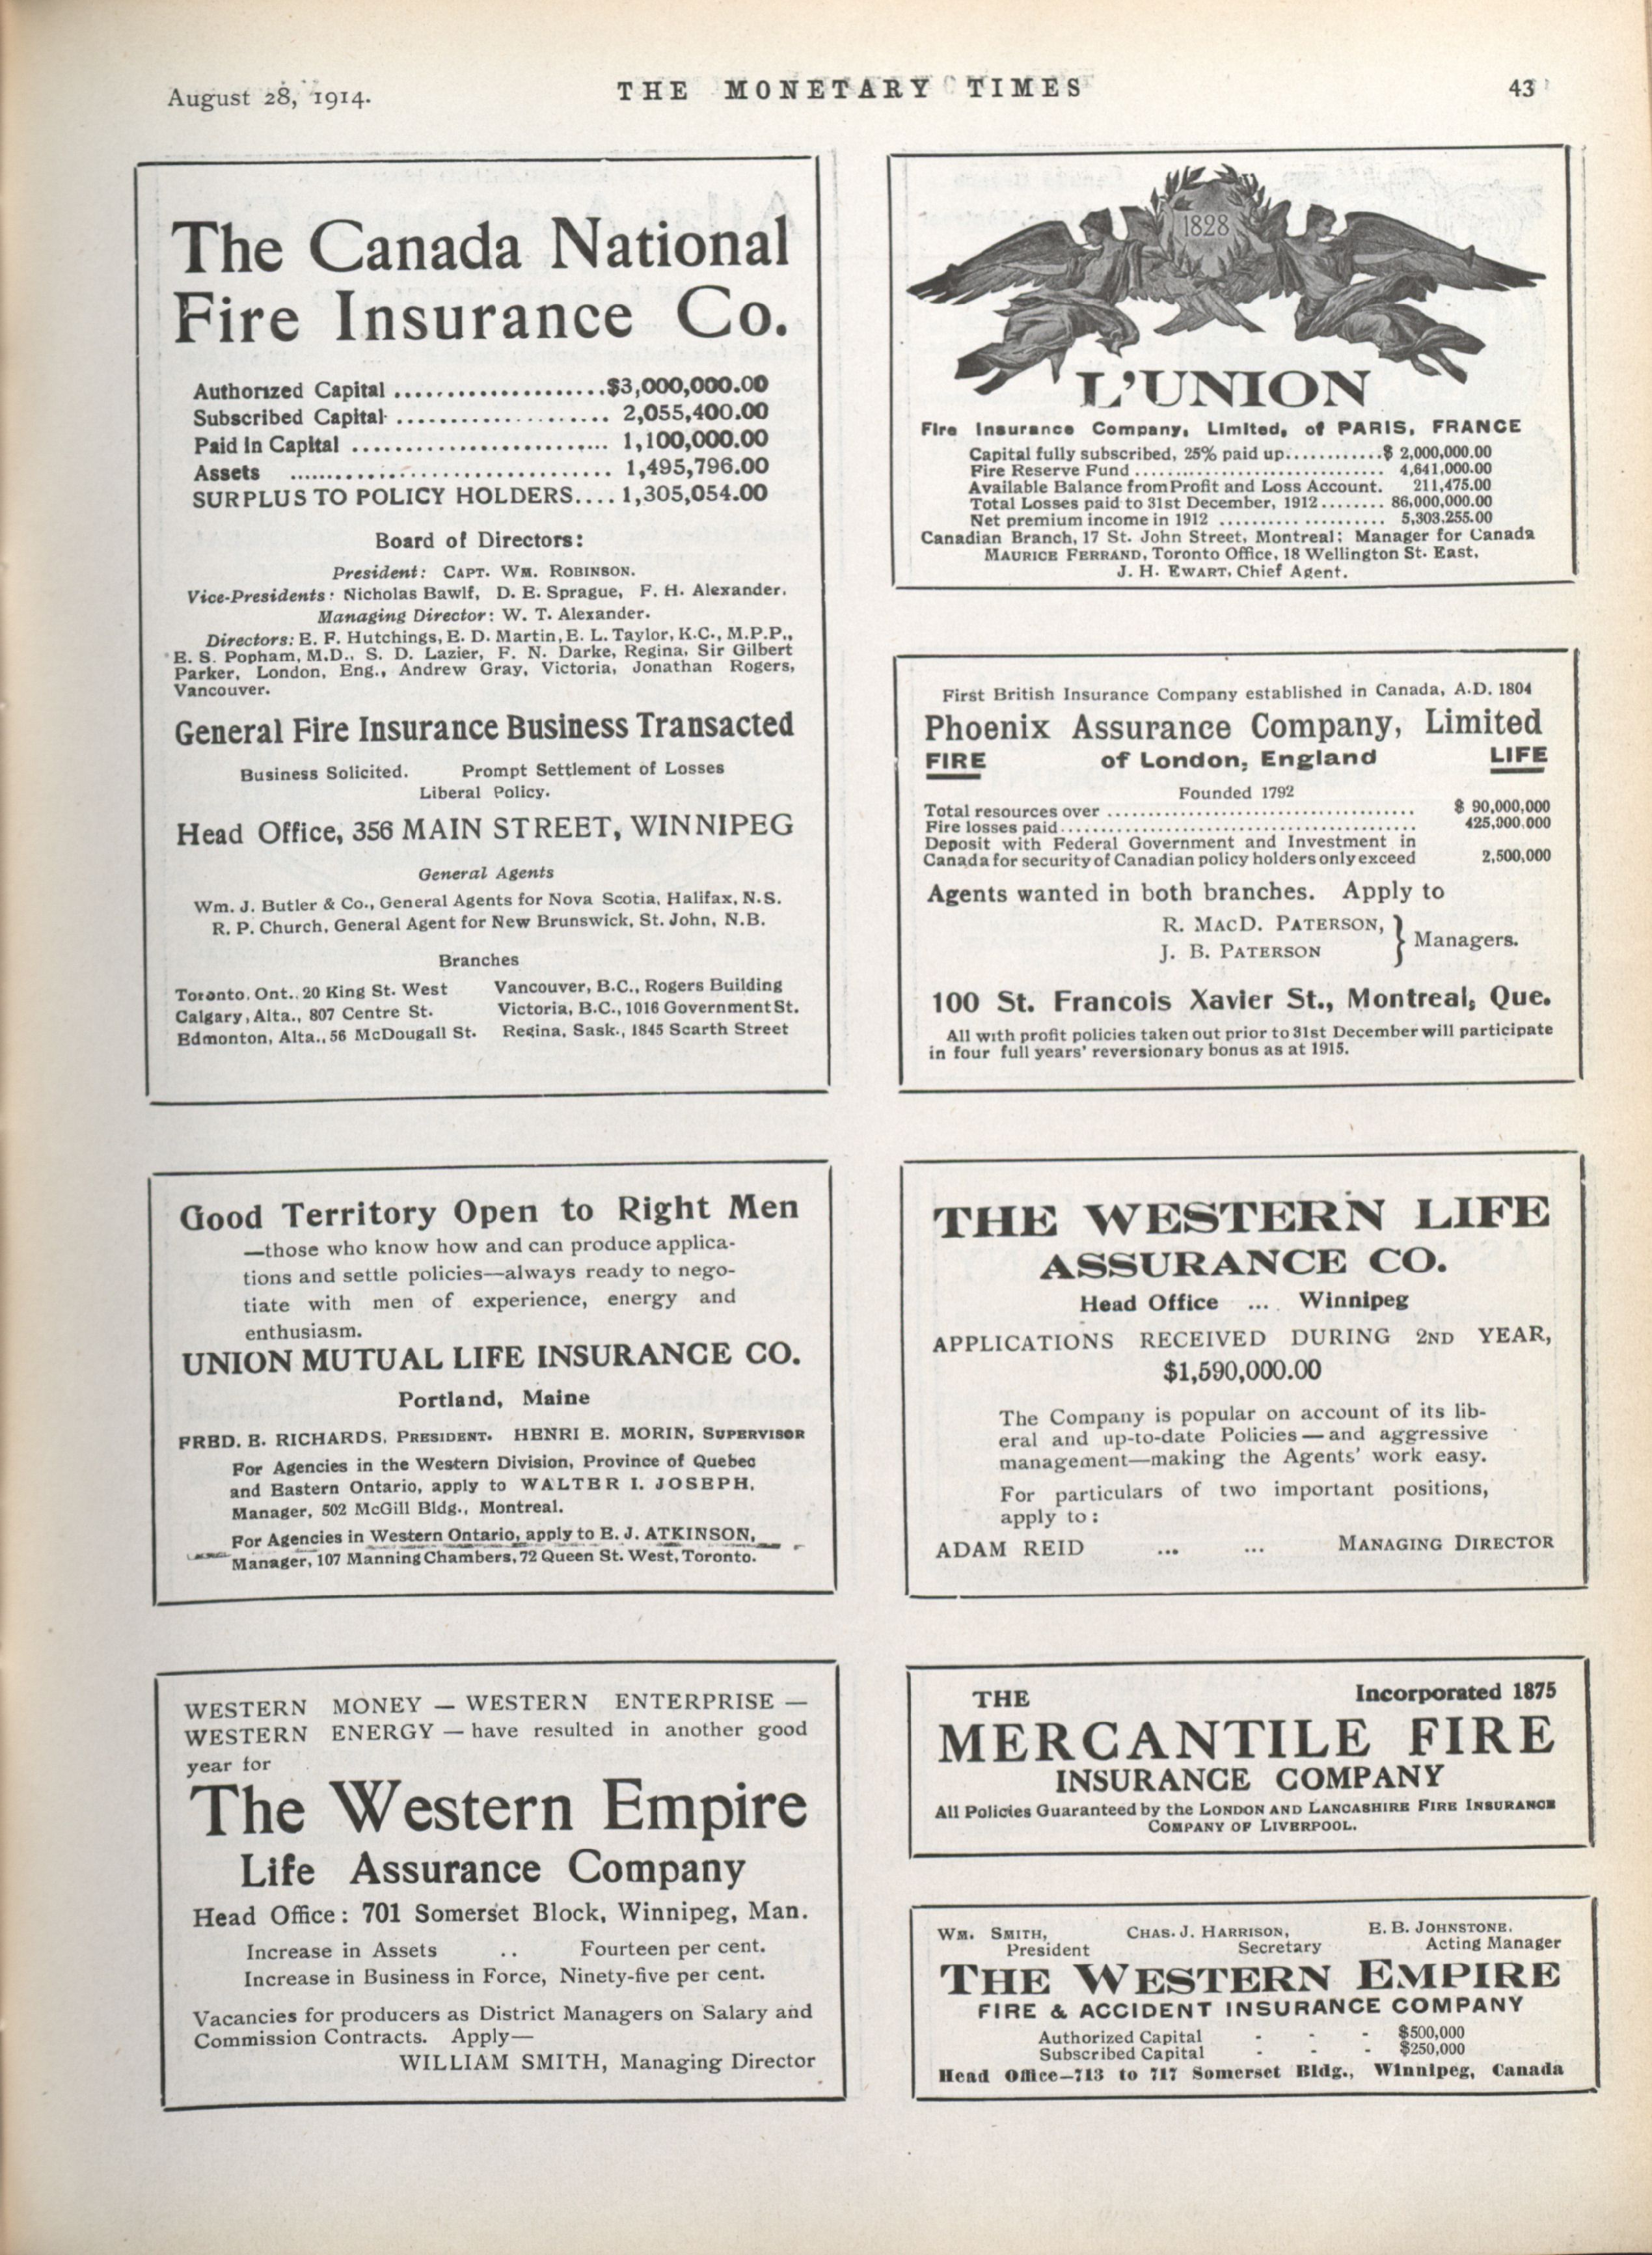 August 28, 1914.
THE MONETARY TIMES
43
The Canada National
Fire Insurance Co.
Authorized Capital .....................$3,000,000.00
Subscribed Capital ..................... 2,055,400.00
Paid in Capital .......................... 1,100,000.00
Assets ................................ 1,495,796.00
SURPLUS TO POLICY HOLDERS.... 1,305,054.00
Board of Directors:
President: CAPT. WM. ROBINSON.
Vice-Presidents: Nicholas Bawlf, D. E. Sprague, F. H. Alexander.
Managing Director: W. T. Alexander.
Directors: E. F. Hutchings, E. D. Martin, E. L. Taylor, K.C., M.P.P.,
E. S. Popham, M.D., S. D. Lazier, F. N. Darke, Regina, Sir Gilbert
Parker, London, Eng., Andrew Gray, Victoria, Jonathan Rogers,
Vancouver.
General Fire Insurance Business Transacted
Business Solicited. Prompt Settlement of Losses
Liberal Policy.
Head Office, 356 MAIN STREET, WINNIPEG
General Agents
Wm. J. Butler & Co., General Agents for Nova Scotia, Halifax, N.S.
R. P. Church, General Agent for New Brunswick, St. John, N.B.
Branches
Toronto, Ont., 20 King St. West Vancouver, B.C., Rogers Building
Calgary, Alta., 807 Centre St. Victoria, B.C., 1016 Government St.
Edmonton, Alta., 56 McDougall St. Regina, Sask., 1845 Scarth Street
Good Territory Open to Right Men
—those who know how and can produce applica-
tions and settle policies—always ready to nego-
tiate with men of experience, energy and
enthusiasm.
UNION MUTUAL LIFE INSURANCE CO.
Portland, Maine
FRED. E. RICHARDS, PRESIDENT. HENRI E. MORIN, SUPERVISOR
For Agencies in the Western Division, Province of Quebec
and Eastern Ontario, apply to WALTER I. JOSEPH,
Manager, 502 McGill Bldg., Montreal.
For Agencies in Western Ontario, apply to E. J. ATKINSON,
Manager, 107 Manning Chambers, 72 Queen St. West, Toronto.
WESTERN MONEY — WESTERN ENTERPRISE —
WESTERN ENERGY — have resulted in another good
year for
The Western Empire
Life Assurance Company
Head Office: 701 Somerset Block, Winnipeg, Man.
Increase in Assets .. Fourteen per cent.
Increase in Business in Force, Ninety-five per cent.
Vacancies for producers as District Managers on Salary and
Commission Contracts. Apply—
WILLIAM SMITH, Managing Director
1828
L'UNION
Fire Insurance Company, Limited, of PARIS, FRANCE
Capital fully subscribed, 25% paid up............$ 2,000,000.00
Fire Reserve Fund................................ 4,641,000.00
Available Balance from Profit and Loss Account. 211,475.00
Total Losses paid to 31st December, 1912........ 86,000,000.00
Net premium income in 1912 .................... 5,303,255.00
Canadian Branch, 17 St. John Street, Montreal; Manager for Canada
MAURICE FERRAND, Toronto Office, 18 Wellington St. East,
J. H. EWART, Chief Agent.
First British Insurance Company established in Canada, A.D. 1804
Phoenix Assurance Company, Limited
FIRE of London, England LIFE
Founded 1792
Total resources over ...................................... $ 90,000,000
Fire losses paid............................................ 425,000,000
Deposit with Federal Government and Investment in
Canada for security of Canadian policy holders only exceed 2,500,000
Agents wanted in both branches. Apply to
R. MACD. PATERSON,
J. B. PATERSON } Managers.
100 St. Francois Xavier St., Montreal, Que.
All with profit policies taken out prior to 31st December will participate
in four full years' reversionary bonus as at 1915.
THE WESTERN LIFE
ASSURANCE CO.
Head Office ... Winnipeg
APPLICATIONS RECEIVED DURING 2ND YEAR,
$1,590,000.00
The Company is popular on account of its lib-
eral and up-to-date Policies — and aggressive
management—making the Agents' work easy.
For particulars of two important positions,
apply to:
ADAM REID ... ... MANAGING DIRECTOR
THE Incorporated 1875
MERCANTILE FIRE
INSURANCE COMPANY
All Policies Guaranteed by the LONDON AND LANCASHIRE FIRE INSURANCE
COMPANY OF LIVERPOOL.
WM. SMITH, CHAS. J. HARRISON, E. B. JOHNSTONE,
President Secretary Acting Manager
THE WESTERN EMPIRE
FIRE & ACCIDENT INSURANCE COMPANY
Authorized Capital - - - $500,000
Subscribed Capital - - - $250,000
Head Office—713 to 717 Somerset Bldg., Winnipeg, Canada